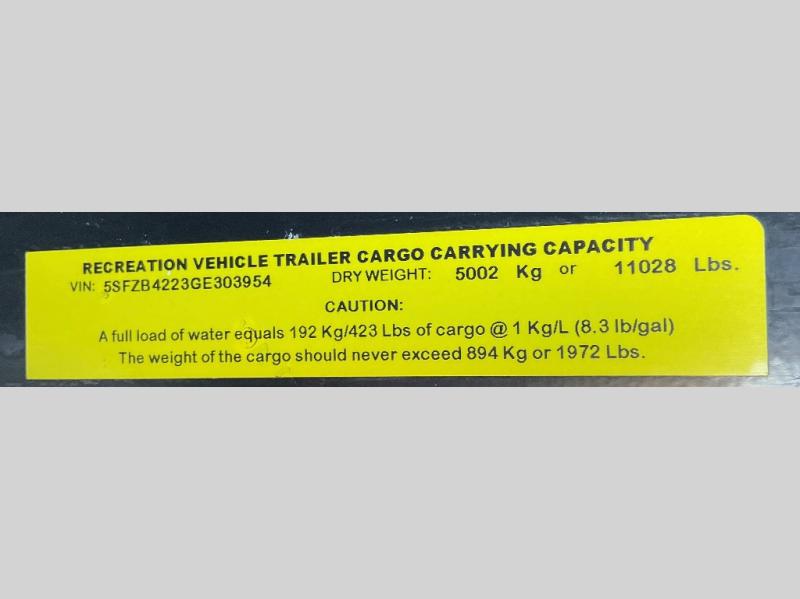 RECREATION VEHICLE TRAILER CARGO CARRYING CAPACITY
VIN: 5SFZB4223GE303954 DRY WEIGHT: 5002 Kg or 11028 Lbs.
CAUTION:
A full load of water equals 192 Kg/423 Lbs of cargo @ 1 Kg/L (8.3 lb/gal)
The weight of the cargo should never exceed 894 Kg or 1972 Lbs.